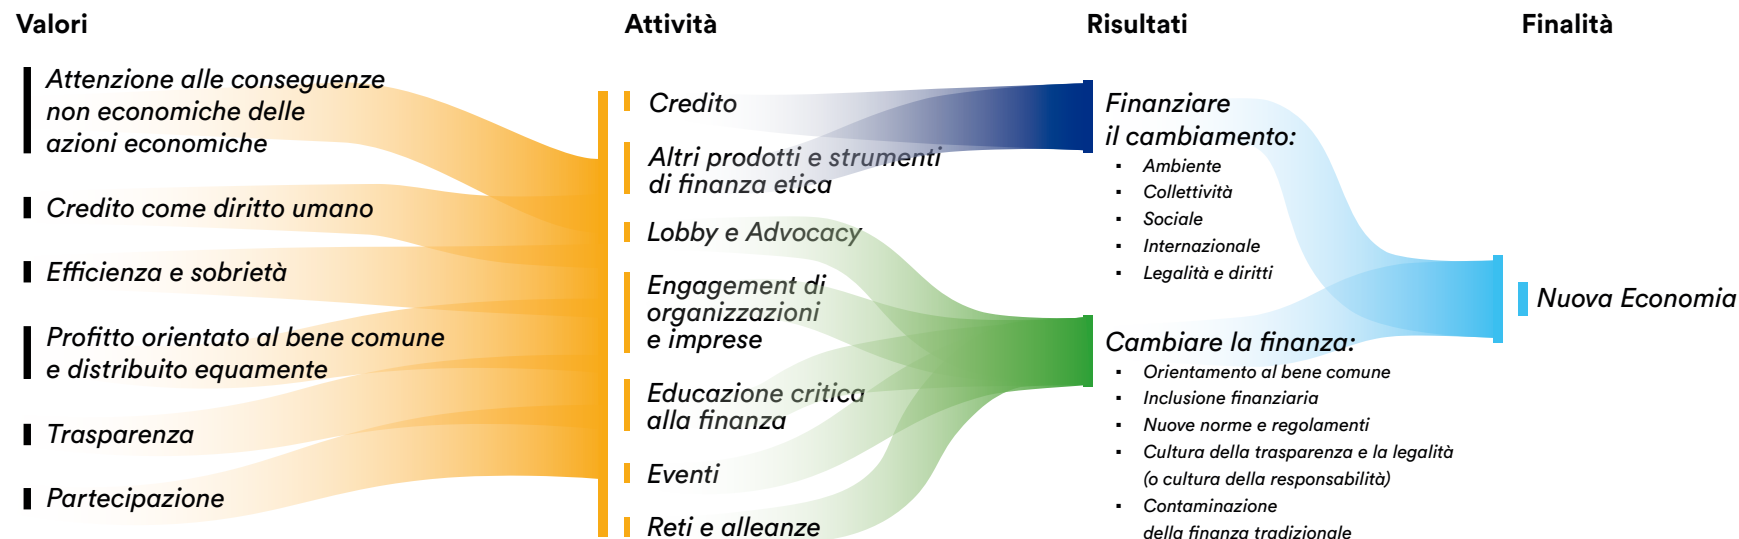 Valori
Attenzione alle conseguenze
non economiche delle
azioni economiche
Credito come diritto umano
Efficienza e sobrietà
Profitto orientato al bene comune
e distribuito equamente
Trasparenza
Partecipazione
Attività
Credito
Altri prodotti e strumenti
di finanza etica
Lobby e Advocacy
Engagement di
organizzazioni
e imprese
Educazione critica
alla finanza
Eventi
Reti e alleanze
Risultati
Finanziare
il cambiamento:
▪ Ambiente
▪ Collettività
▪ Sociale
▪ Internazionale
▪ Legalità e diritti
Cambiare la finanza:
▪ Orientamento al bene comune
▪ Inclusione finanziaria
▪ Nuove norme e regolamenti
▪ Cultura della trasparenza e la legalità
(o cultura della responsabilità)
▪ Contaminazione
della finanza tradizionale
Finalità
Nuova Economia